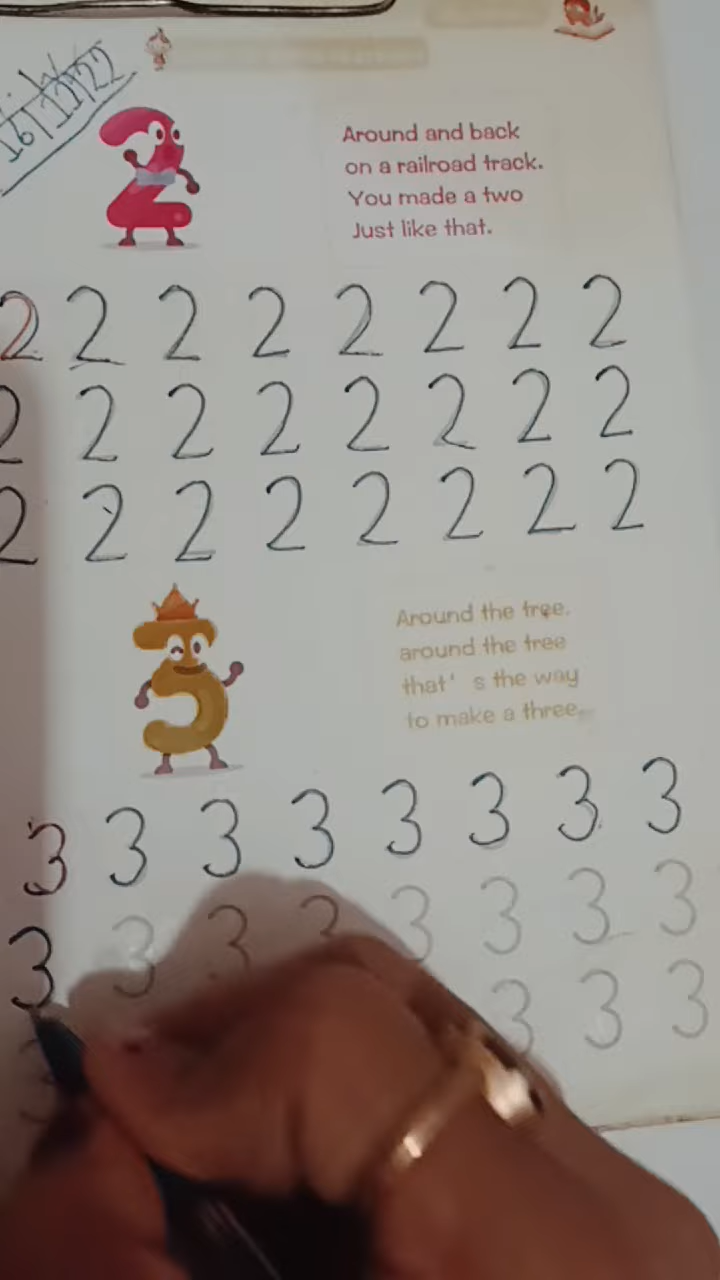 16/11/22
Around and back
on a railroad track.
You made a two
Just like that.
2 2 2 2 2 2 2 2
2 2 2 2 2 2 2 2
2 2 2 2 2 2 2 2
Around the tree,
around the tree
that's the way
to make a three.
3 3 3 3 3 3 3 3
3 3 3 3 3 3 3 3
3 3 3